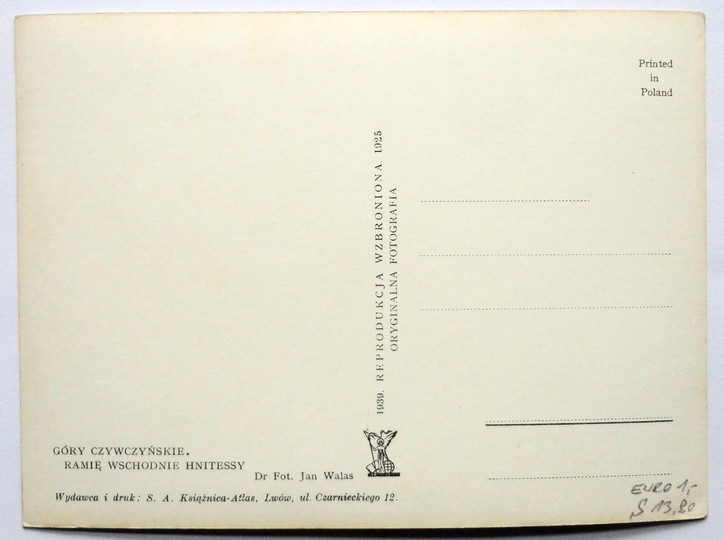 Printed
in
Poland
1939. REPRODUKCJA WZBRONIONA. 1925
ORYGINALNA FOTOGRAFIA
GÓRY CZYWCZYŃSKIE.
RAMIĘ WSCHODNIE HNITESSY
Dr Fot. Jan Walas
Wydawca i druk: S. A. Książnica-Atlas, Lwów, ul. Czarnieckiego 12.
EURO 1,-
S 13,80